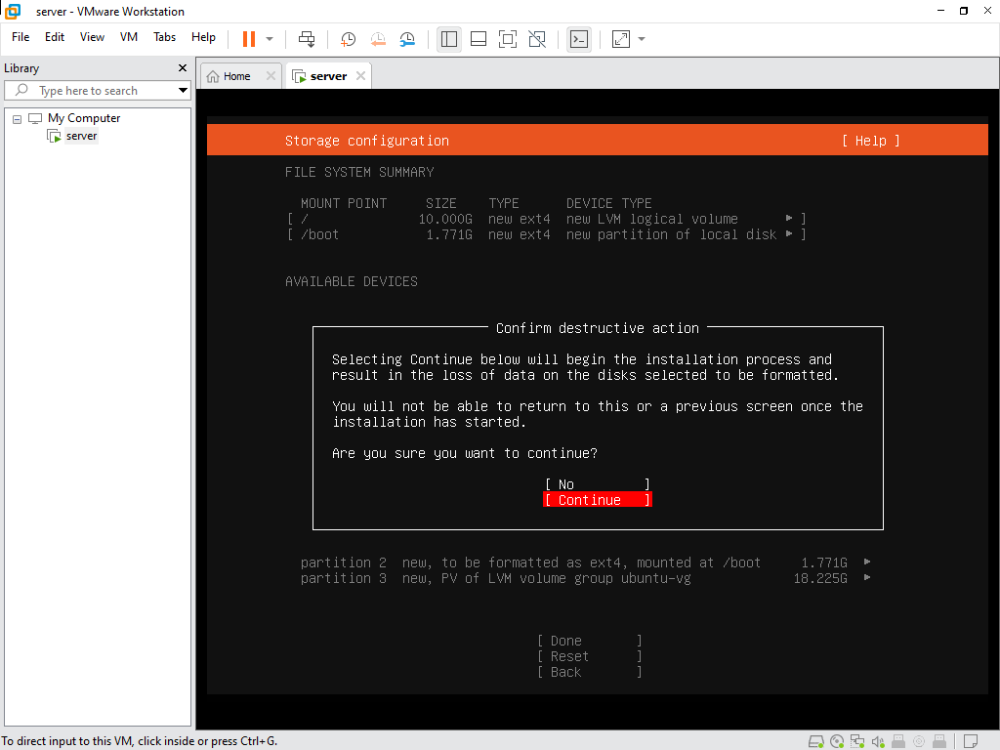 server - VMware Workstation
File Edit View VM Tabs Help
Library
Type here to search
My Computer
server
Home
server
Storage configuration [ Help ]
FILE SYSTEM SUMMARY
MOUNT POINT SIZE TYPE DEVICE TYPE
[ / 10.000G new ext4 new LVM logical volume ▸ ]
[ /boot 1.771G new ext4 new partition of local disk ▸ ]
AVAILABLE DEVICES
Confirm destructive action
Selecting Continue below will begin the installation process and
result in the loss of data on the disks selected to be formatted.
You will not be able to return to this or a previous screen once the
installation has started.
Are you sure you want to continue?
[ No ]
[ Continue ]
partition 2 new, to be formatted as ext4, mounted at /boot 1.771G ▸
partition 3 new, PV of LVM volume group ubuntu-vg 18.225G ▸
[ Done ]
[ Reset ]
[ Back ]
To direct input to this VM, click inside or press Ctrl+G.